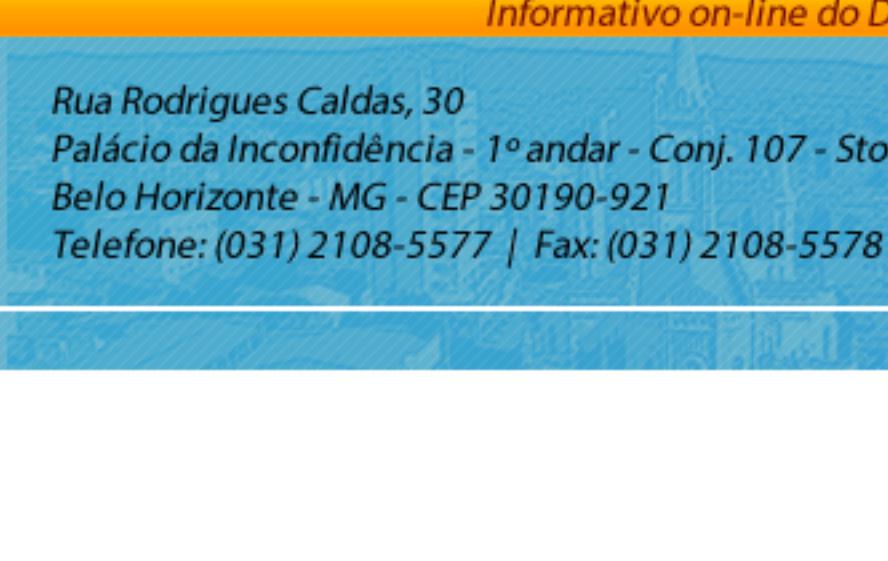 Informativo on-line do D
Rua Rodrigues Caldas, 30
Palácio da Inconfidência - 1º andar - Conj. 107 - Sto
Belo Horizonte - MG - CEP 30190-921
Telefone: (031) 2108-5577 | Fax: (031) 2108-5578